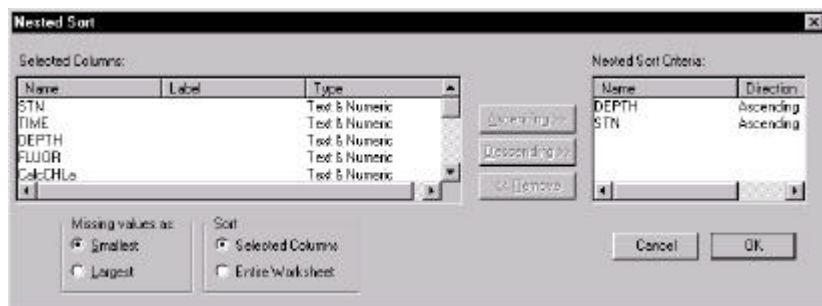 Nested Sort
Selected Columns:
Name Label Type
STN Text & Numeric
TIME Text & Numeric
DEPTH Text & Numeric
FLUOR Text & Numeric
CalcCHLa Text & Numeric
Ascending >>
Descending >>
<< Remove
Nested Sort Criteria:
Name Direction
DEPTH Ascending
STN Ascending
Missing values as
Smallest
Largest
Sort
Selected Columns
Entire Worksheet
Cancel
OK